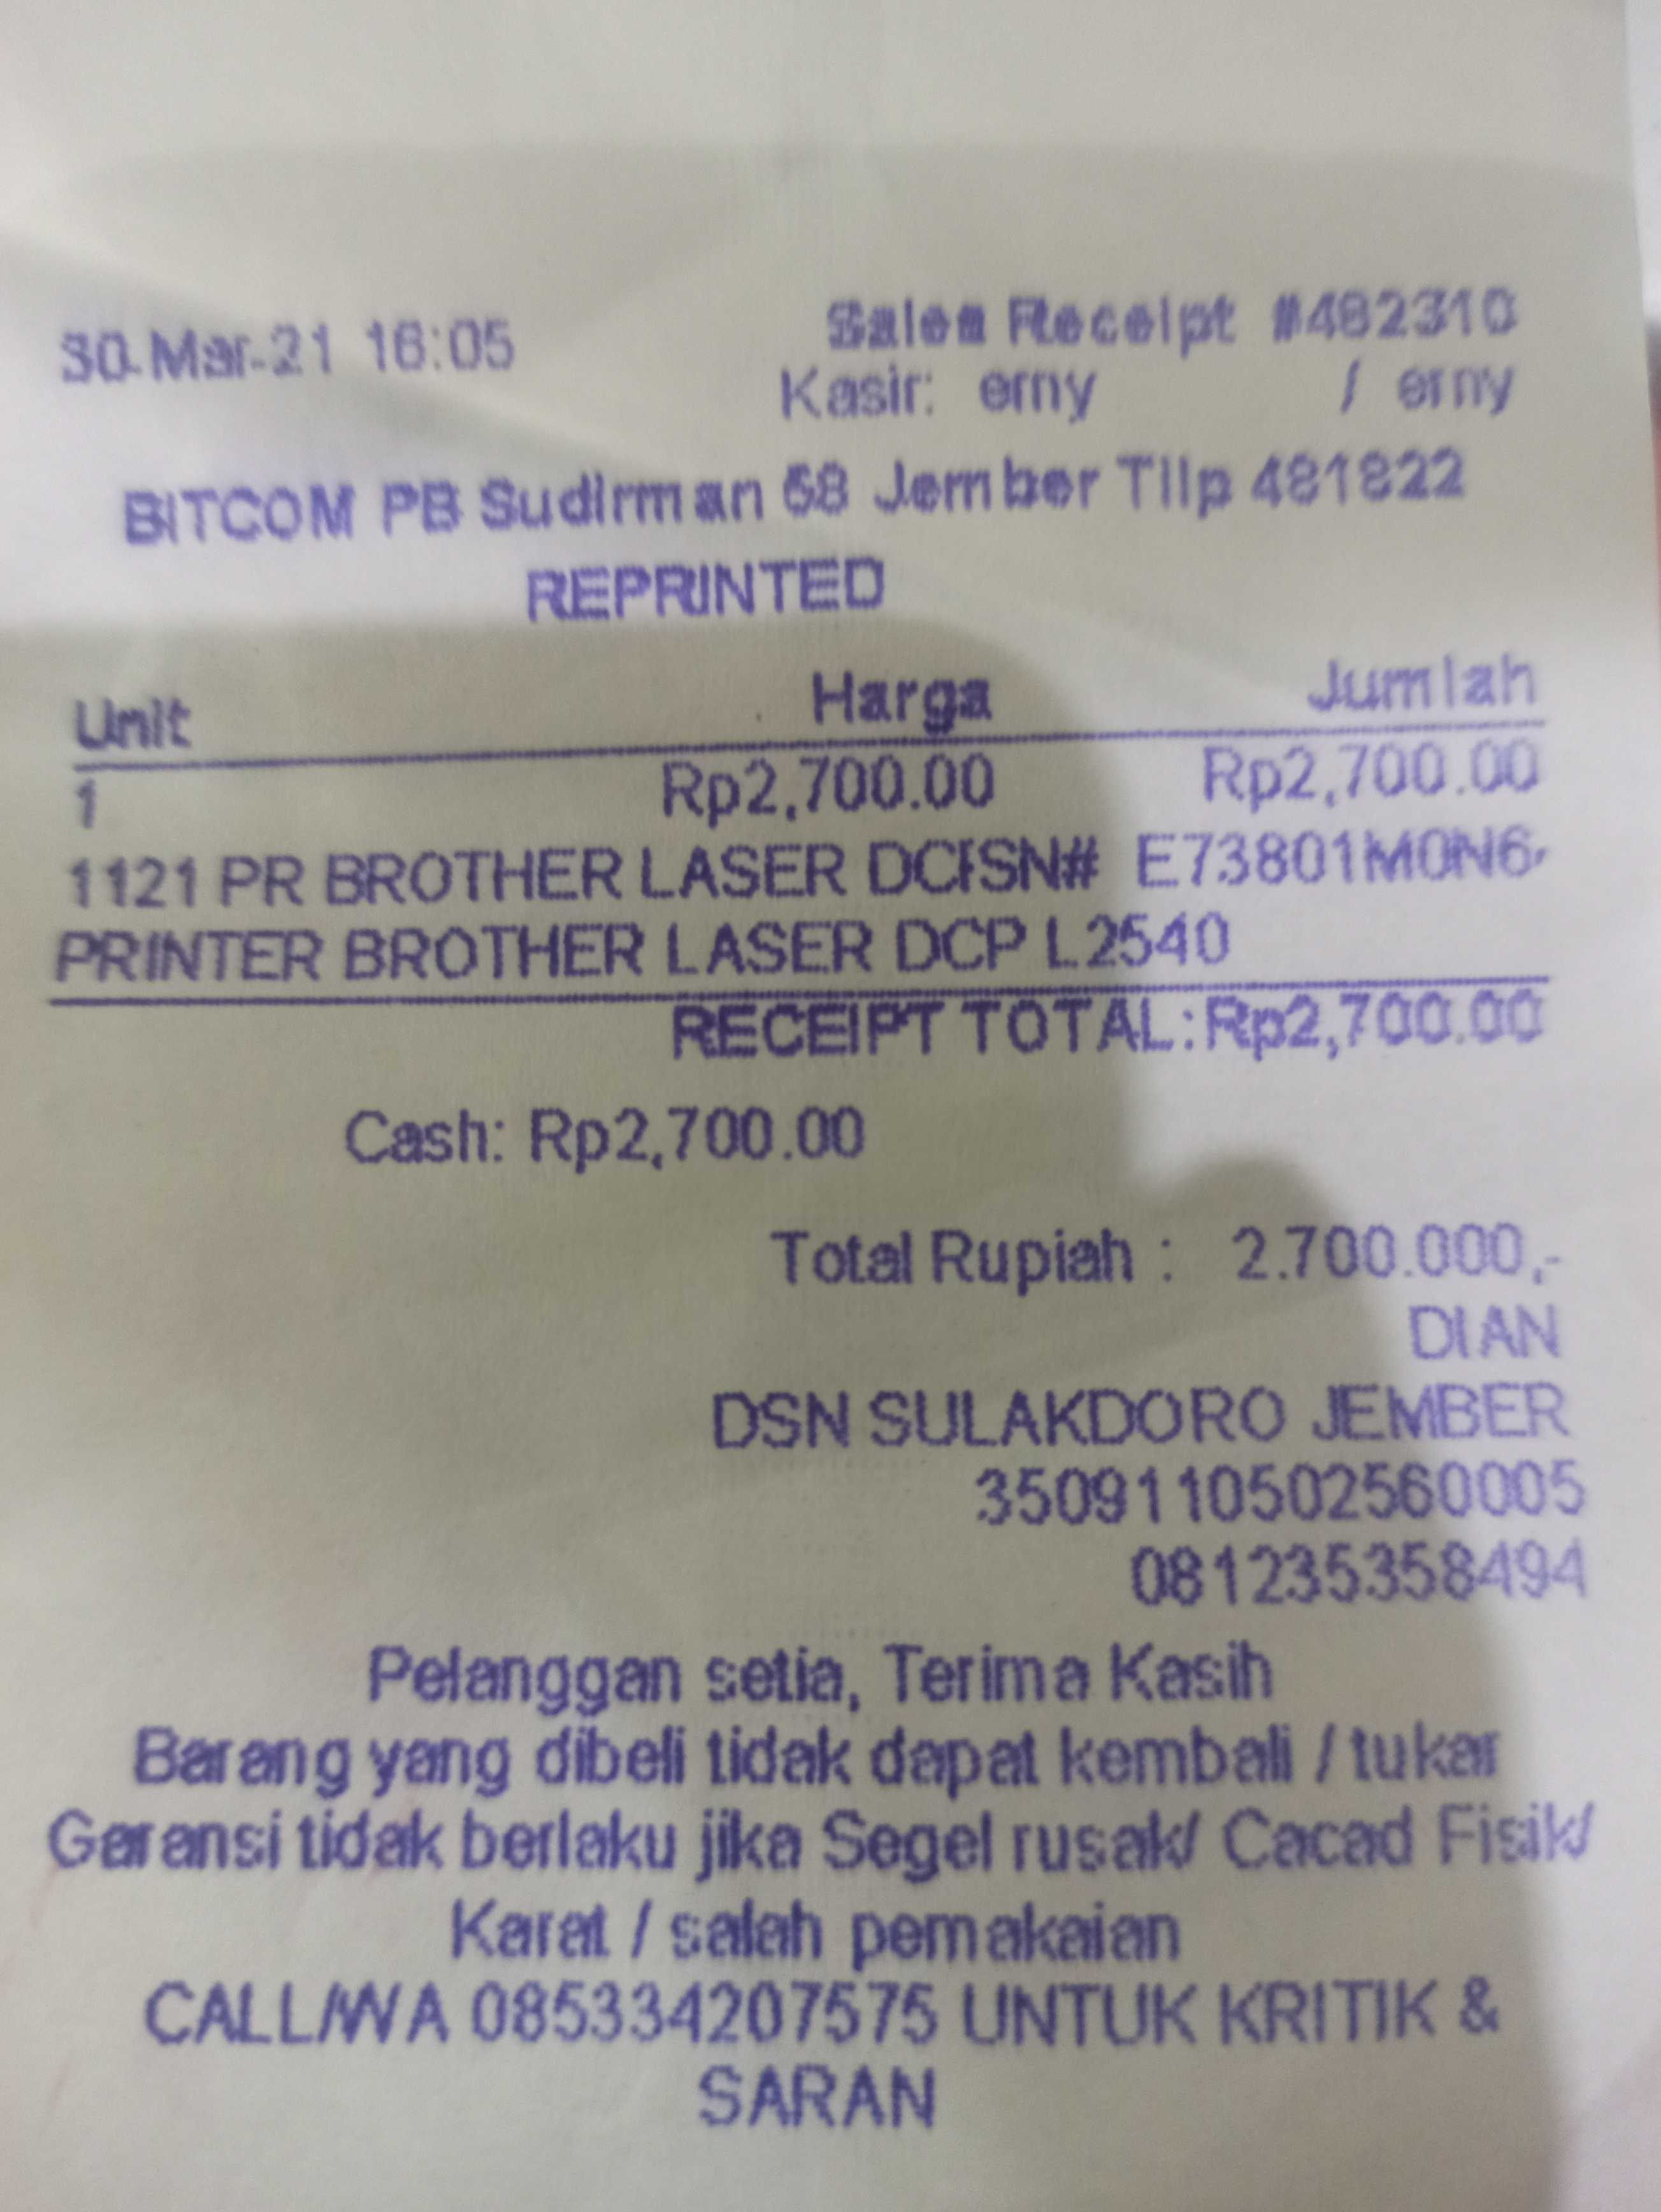 30-Mar-21 16:05 Sales Receipt #482310
Kasir: erny / erny
BITCOM PB Sudirman 58 Jember Tllp 481822
REPRINTED
Unit Harga Jumlah
1 Rp2,700.00 Rp2,700.00
1121 PR BROTHER LASER DCFSN# E73801M0N6
PRINTER BROTHER LASER DCP L2540
RECEIPT TOTAL: Rp2,700.00
Cash: Rp2,700.00
Total Rupiah : 2.700.000,-
DIAN
DSN SULAKDORO JEMBER
3509110502560005
081235358494
Pelanggan setia, Terima Kasih
Barang yang dibeli tidak dapat kembali / tukar
Garansi tidak berlaku jika Segel rusak/ Cacad Fisik/
Karat / salah pemakaian
CALL/WA 085334207575 UNTUK KRITIK &
SARAN